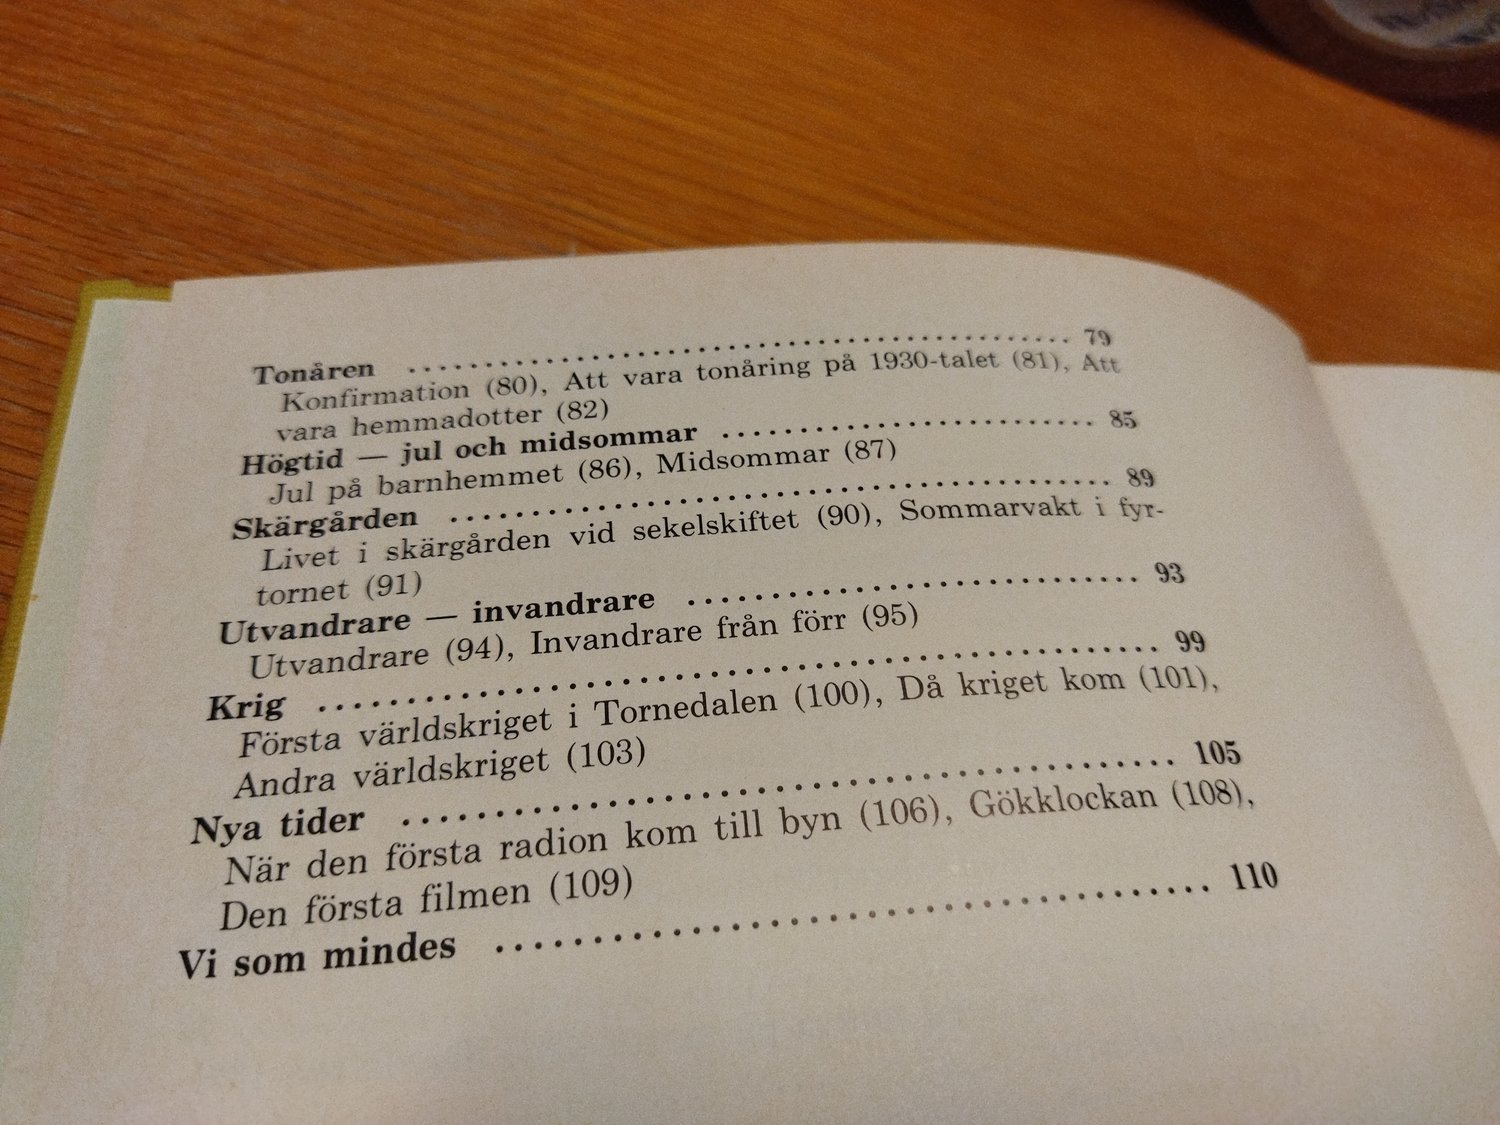 Tonåren ........................................ 79
Konfirmation (80), Att vara tonåring på 1930-talet (81), Att
vara hemmadotter (82)
Högtid — jul och midsommar ........................ 85
Jul på barnhemmet (86), Midsommar (87)
Skärgården ........................................ 89
Livet i skärgården vid sekelskiftet (90), Sommarvakt i fyr-
tornet (91)
Utvandrare — invandrare ............................ 93
Utvandrare (94), Invandrare från förr (95)
Krig ................................................ 99
Första världskriget i Tornedalen (100), Då kriget kom (101),
Andra världskriget (103)
Nya tider ........................................ 105
När den första radion kom till byn (106), Gökklockan (108),
Den första filmen (109)
Vi som mindes ..................................... 110